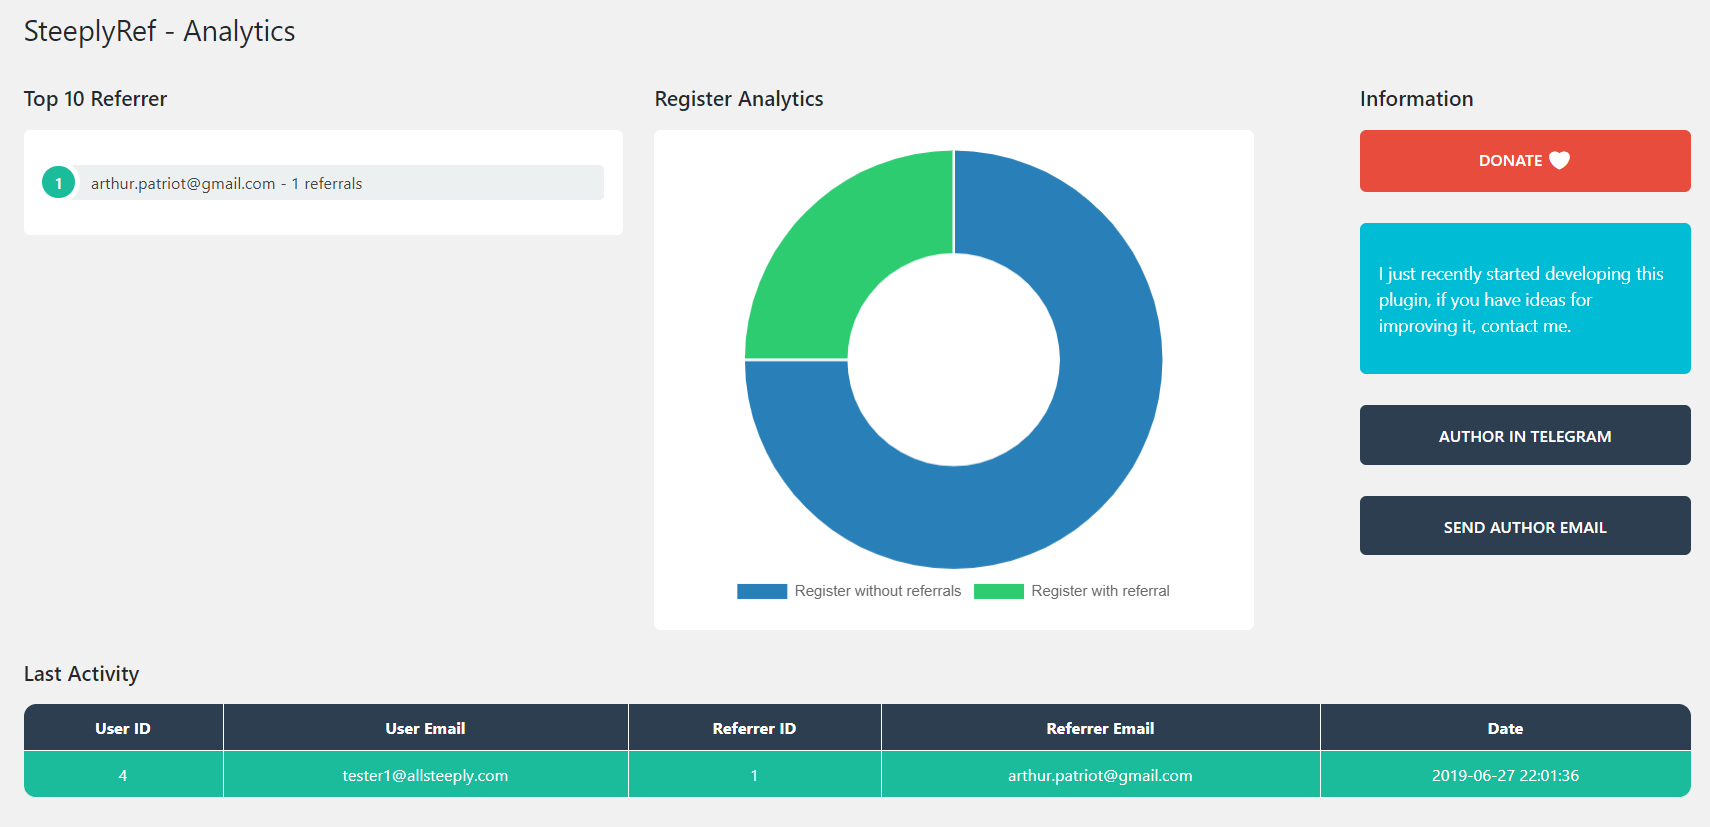 SteeplyRef - Analytics
Top 10 Referrer
1 arthur.patriot@gmail.com - 1 referrals
Register Analytics
Register without referrals Register with referral
Information
DONATE
I just recently started developing this
plugin, if you have ideas for
improving it, contact me.
AUTHOR IN TELEGRAM
SEND AUTHOR EMAIL
Last Activity
User ID User Email Referrer ID Referrer Email Date
4 tester1@allsteeply.com 1 arthur.patriot@gmail.com 2019-06-27 22:01:36